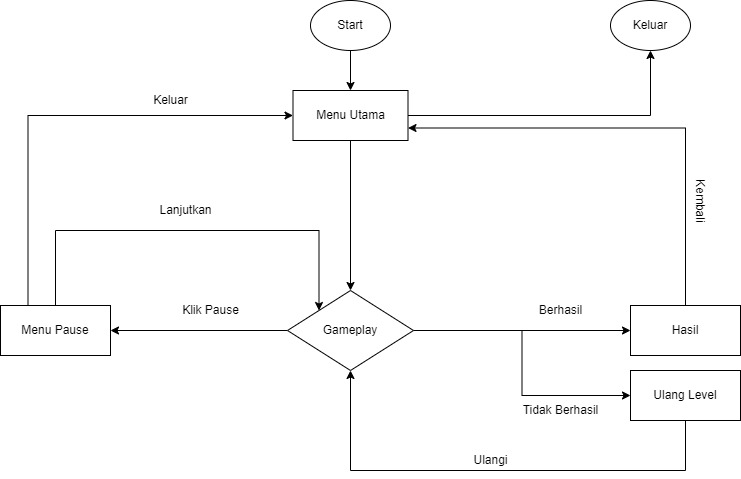 Start
Keluar
Keluar
Menu Utama
Kembali
Lanjutkan
Klik Pause
Berhasil
Menu Pause
Gameplay
Hasil
Ulang Level
Tidak Berhasil
Ulangi